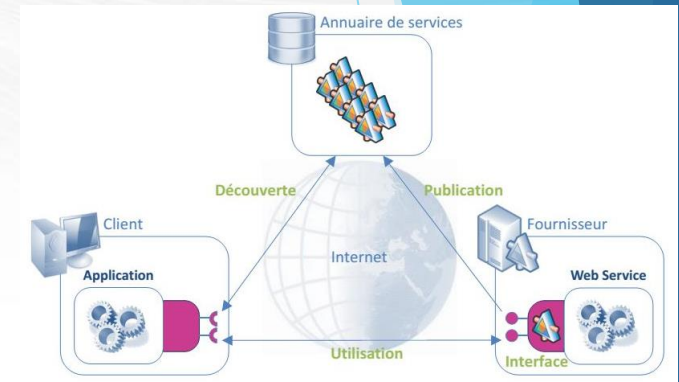 Annuaire de services
Découverte
Publication
Client
Fournisseur
Internet
Application
Web Service
Utilisation
Interface